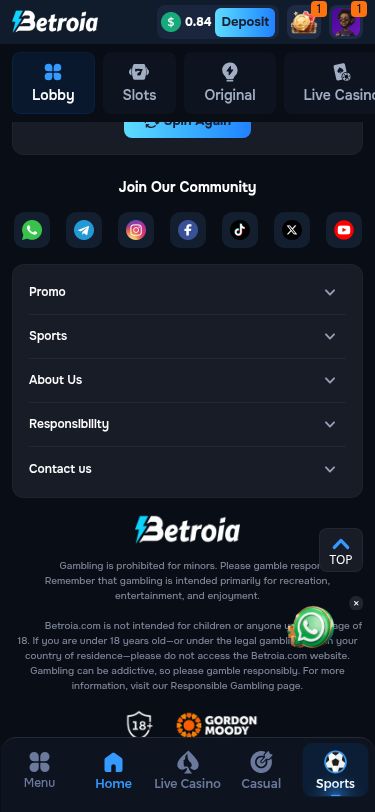 Betroia
$ 0.84 Deposit
1
1
Lobby
Slots
Original
Live Casino
Spin Again
Join Our Community
Promo
Sports
About Us
Responsibility
Contact us
Betroia
TOP
Gambling is prohibited for minors. Please gamble
Remember that gambling is intended primarily for recreation,
entertainment, and enjoyment.
Betroia.com is not intended for children or anyone age of
18. If you are under 18 years old—or under the legal your
country of residence—please do not access the Betroia.com website.
Gambling can be addictive, so please gamble responsibly. For more
information, visit our Responsible Gambling page.
18+
GORDON
MOODY
Menu
Home
Live Casino
Casual
Sports